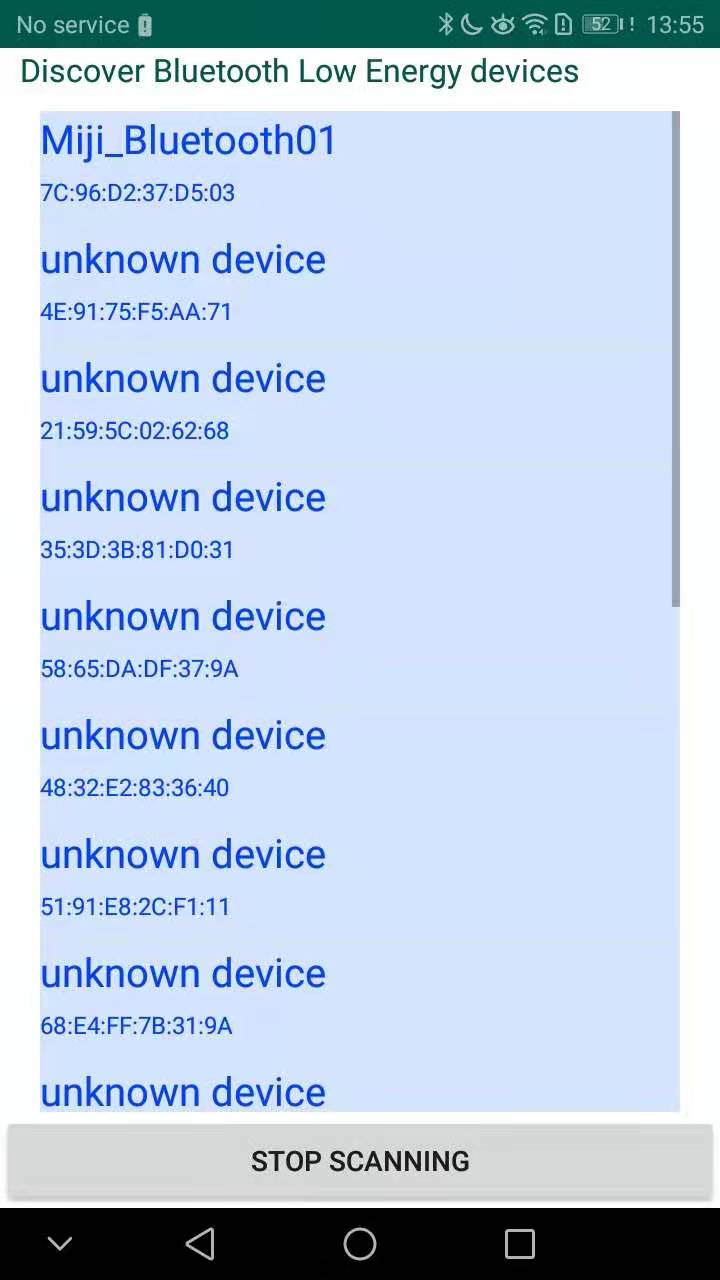 No service
52 13:55
Discover Bluetooth Low Energy devices
Miji_Bluetooth01
7C:96:D2:37:D5:03
unknown device
4E:91:75:F5:AA:71
unknown device
21:59:5C:02:62:68
unknown device
35:3D:3B:81:D0:31
unknown device
58:65:DA:DF:37:9A
unknown device
48:32:E2:83:36:40
unknown device
51:91:E8:2C:F1:11
unknown device
68:E4:FF:7B:31:9A
unknown device
STOP SCANNING